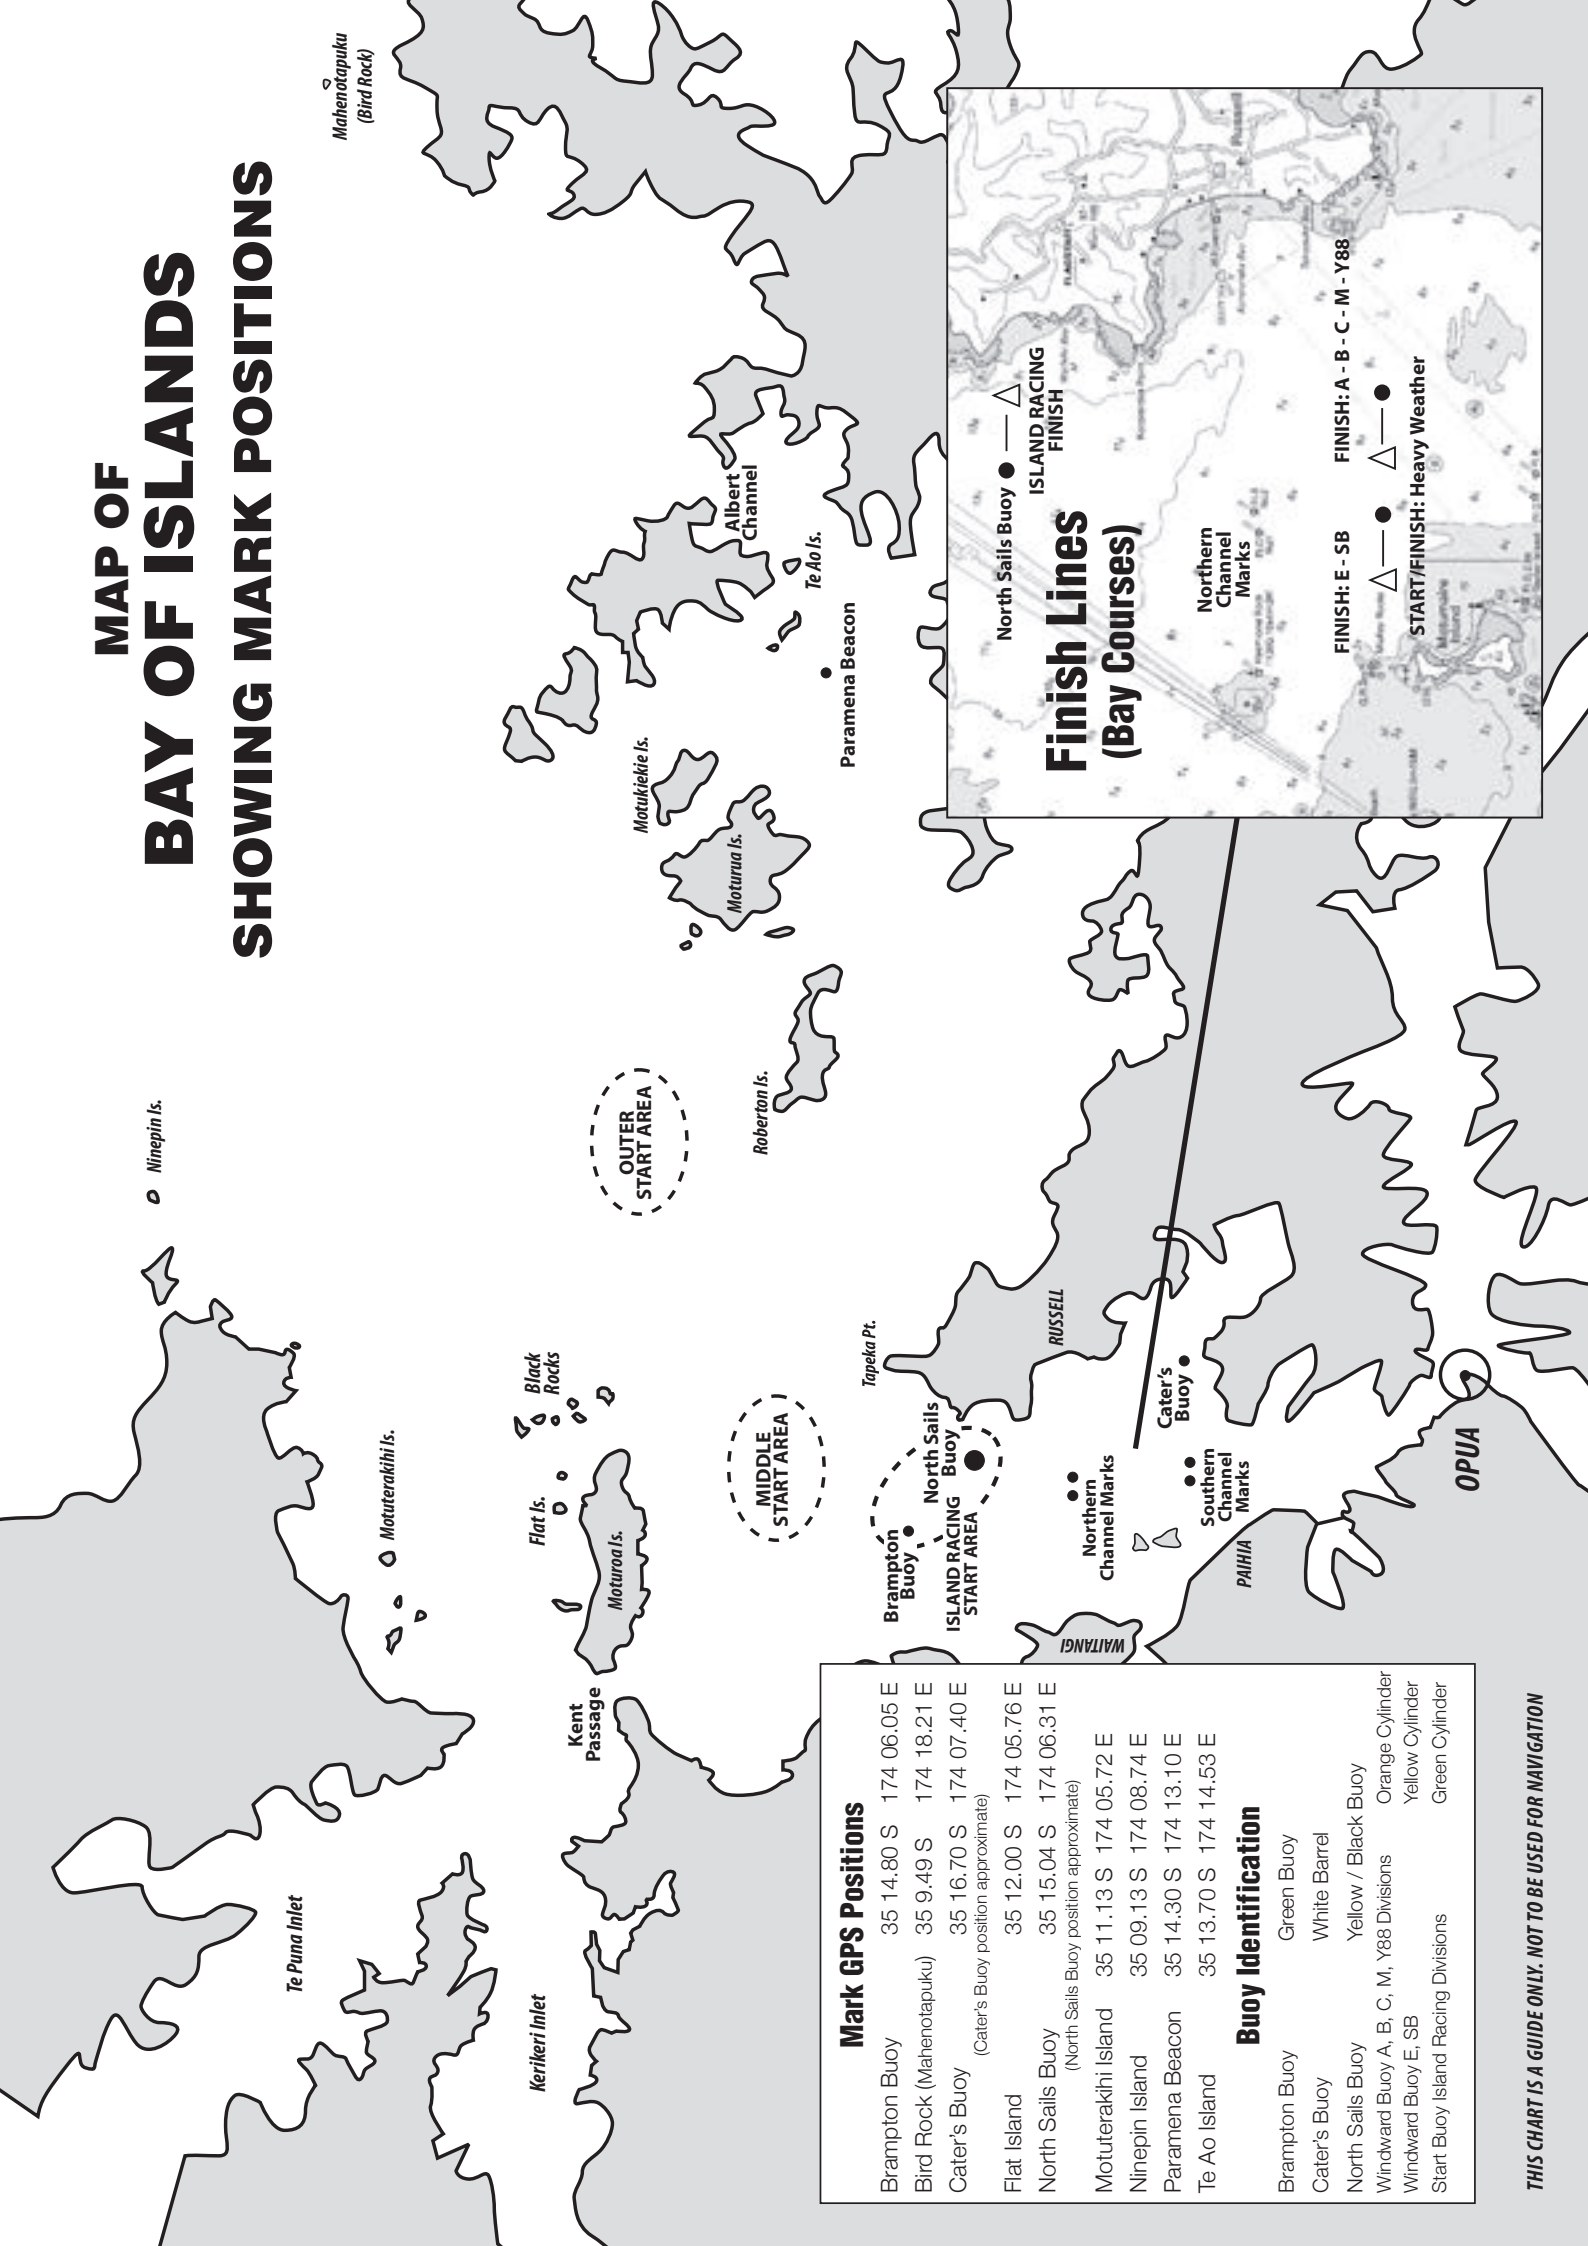 MAP OF
BAY OF ISLANDS
SHOWING MARK POSITIONS
Mahenotapuku
(Bird Rock)
Ninepin Is.
Te Puna Inlet
Motuterakihi Is.
Kerikeri Inlet
Kent
Passage
Flat Is.
Black
Rocks
Moturoa Is.
OUTER
START AREA
Motukiekie Is.
Moturua Is.
Roberton Is.
Albert
Channel
Te Ao Is.
Paramena Beacon
MIDDLE
START AREA
Tapeka Pt.
Brampton
Buoy
North Sails
Buoy
ISLAND RACING
START AREA
RUSSELL
WAITANGI
Northern
Channel Marks
Cater's
Buoy
Southern
Channel
Marks
PAIHIA
OPUA
Mark GPS Positions
Brampton Buoy 35 14.80 S 174 06.05 E
Bird Rock (Mahenotapuku) 35 9.49 S 174 18.21 E
Cater's Buoy 35 16.70 S 174 07.40 E
(Cater's Buoy position approximate)
Flat Island 35 12.00 S 174 05.76 E
North Sails Buoy 35 15.04 S 174 06.31 E
(North Sails Buoy position approximate)
Motuterakihi Island 35 11.13 S 174 05.72 E
Ninepin Island 35 09.13 S 174 08.74 E
Paramena Beacon 35 14.30 S 174 13.10 E
Te Ao Island 35 13.70 S 174 14.53 E
Buoy Identification
Brampton Buoy Green Buoy
Cater's Buoy White Barrel
North Sails Buoy Yellow / Black Buoy
Windward Buoy A, B, C, M, Y88 Divisions Orange Cylinder
Windward Buoy E, SB Yellow Cylinder
Start Buoy Island Racing Divisions Green Cylinder
North Sails Buoy
ISLAND RACING
FINISH
Finish Lines
(Bay Courses)
Northern
Channel
Marks
FINISH: E - SB
FINISH: A - B - C - M - Y88
START/FINISH: Heavy Weather
Russell
Motumaire
Island
THIS CHART IS A GUIDE ONLY. NOT TO BE USED FOR NAVIGATION